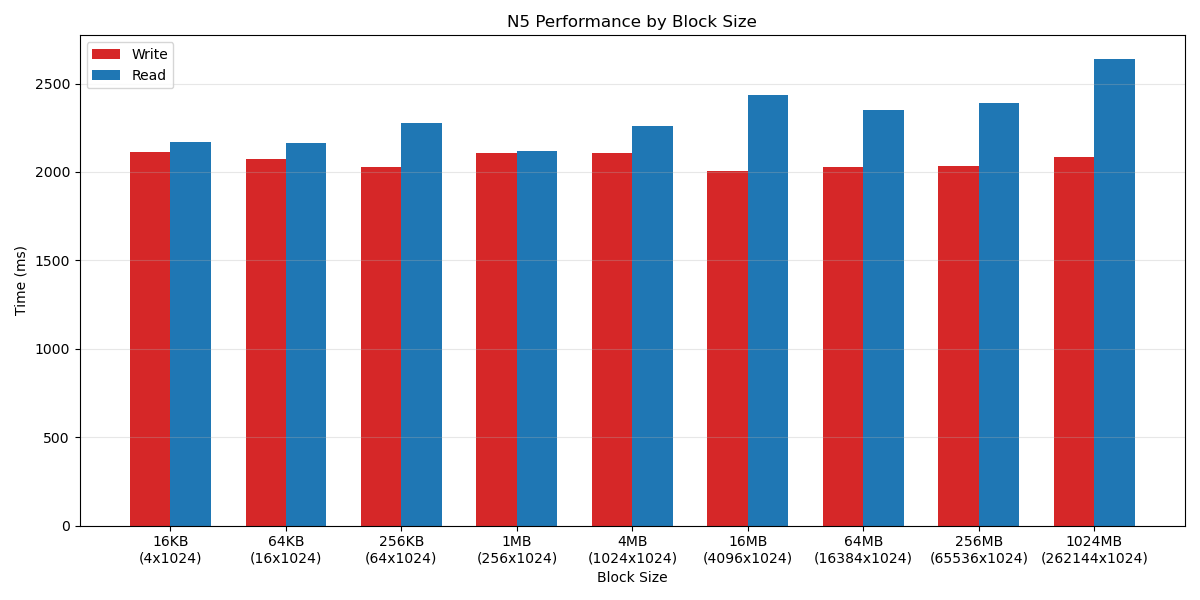 N5 Performance by Block Size
Write
Read
Time (ms)
2500
2000
1500
1000
500
0
16KB
(4x1024)
64KB
(16x1024)
256KB
(64x1024)
1MB
(256x1024)
4MB
(1024x1024)
16MB
(4096x1024)
64MB
(16384x1024)
256MB
(65536x1024)
1024MB
(262144x1024)
Block Size